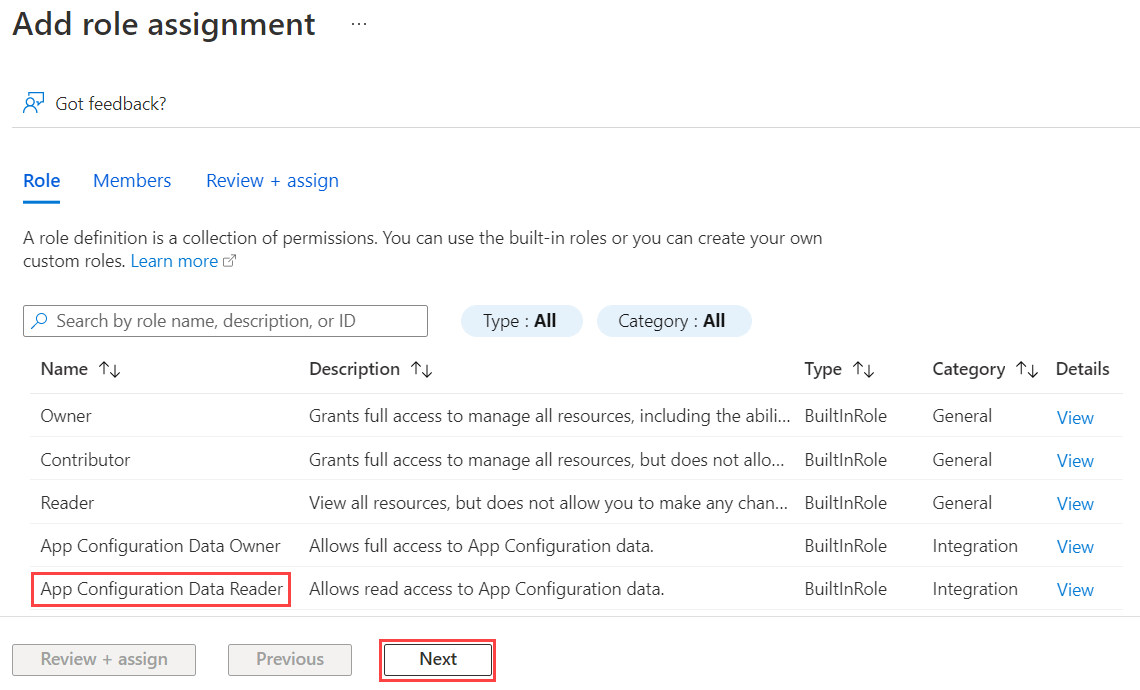 Add role assignment ...
Got feedback?
Role Members Review + assign
A role definition is a collection of permissions. You can use the built-in roles or you can create your own
custom roles. Learn more
Search by role name, description, or ID Type : All Category : All
Name Description Type Category Details
Owner Grants full access to manage all resources, including the abili... BuiltInRole General View
Contributor Grants full access to manage all resources, but does not allo... BuiltInRole General View
Reader View all resources, but does not allow you to make any chan... BuiltInRole General View
App Configuration Data Owner Allows full access to App Configuration data. BuiltInRole Integration View
App Configuration Data Reader Allows read access to App Configuration data. BuiltInRole Integration View
Review + assign Previous Next